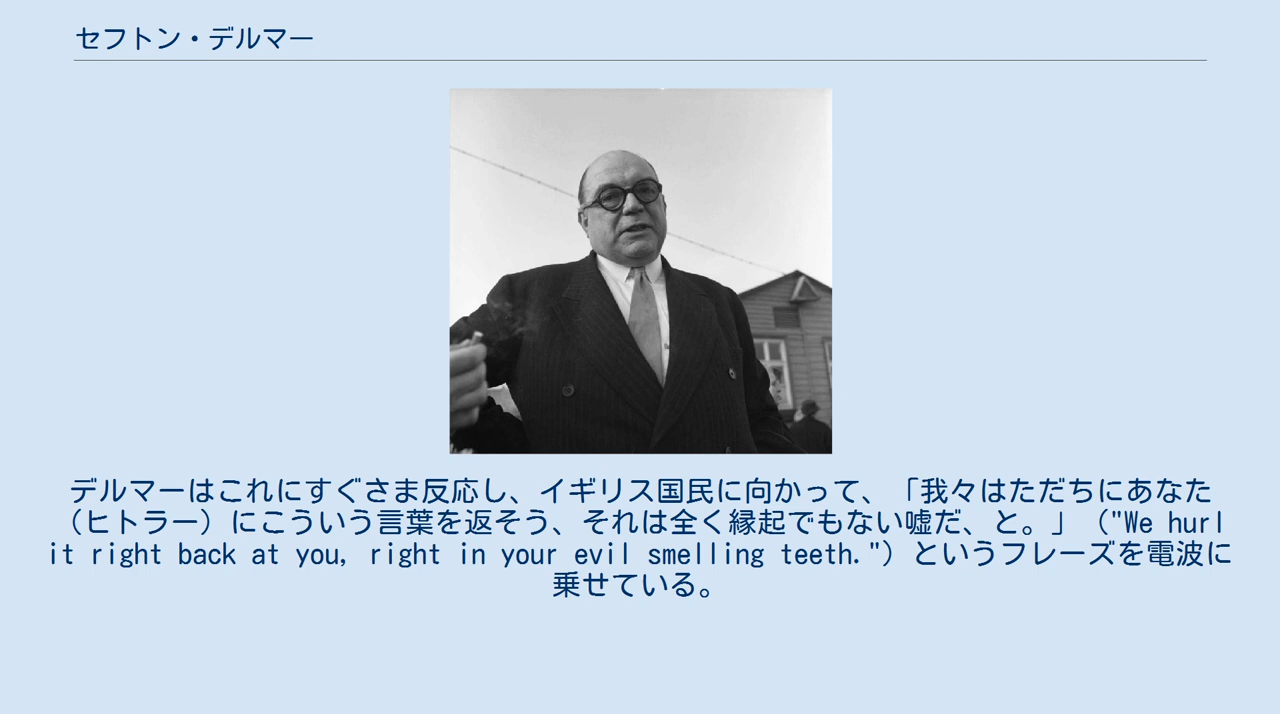 セフトン・デルマー
デルマーはこれにすぐさま反応し、イギリス国民に向かって、「我々はただちにあなた
（ヒトラー）にこういう言葉を返そう、それは全く縁起でもない嘘だ、と。」（"We hurl
it right back at you, right in your evil smelling teeth."）というフレーズを電波に
乗せている。